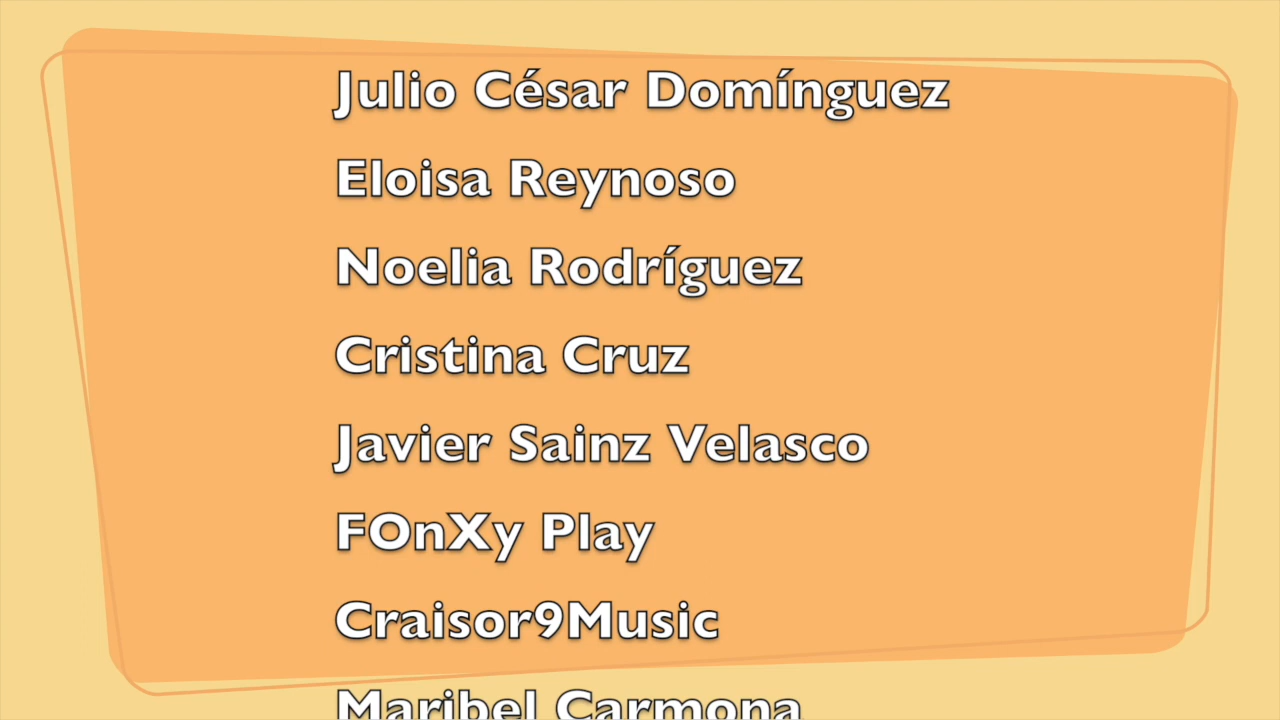 Julio César Domínguez
Eloisa Reynoso
Noelia Rodríguez
Cristina Cruz
Javier Sainz Velasco
FOnXy Play
Craisor9Music
Maribel Carmona